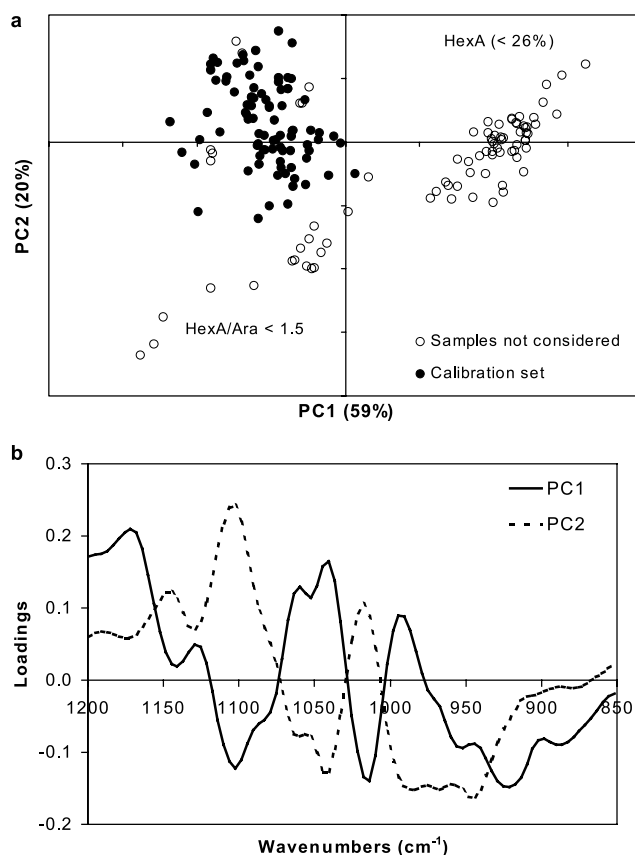 a
HexA (< 26%)
PC2 (20%)
HexA/Ara < 1.5
Samples not considered
Calibration set
PC1 (59%)
b
0.3
PC1
PC2
0.2
0.1
Loadings
0.0
1200 1150 1100 1050 1000 950 900 850
-0.1
-0.2
Wavenumbers (cm⁻¹)